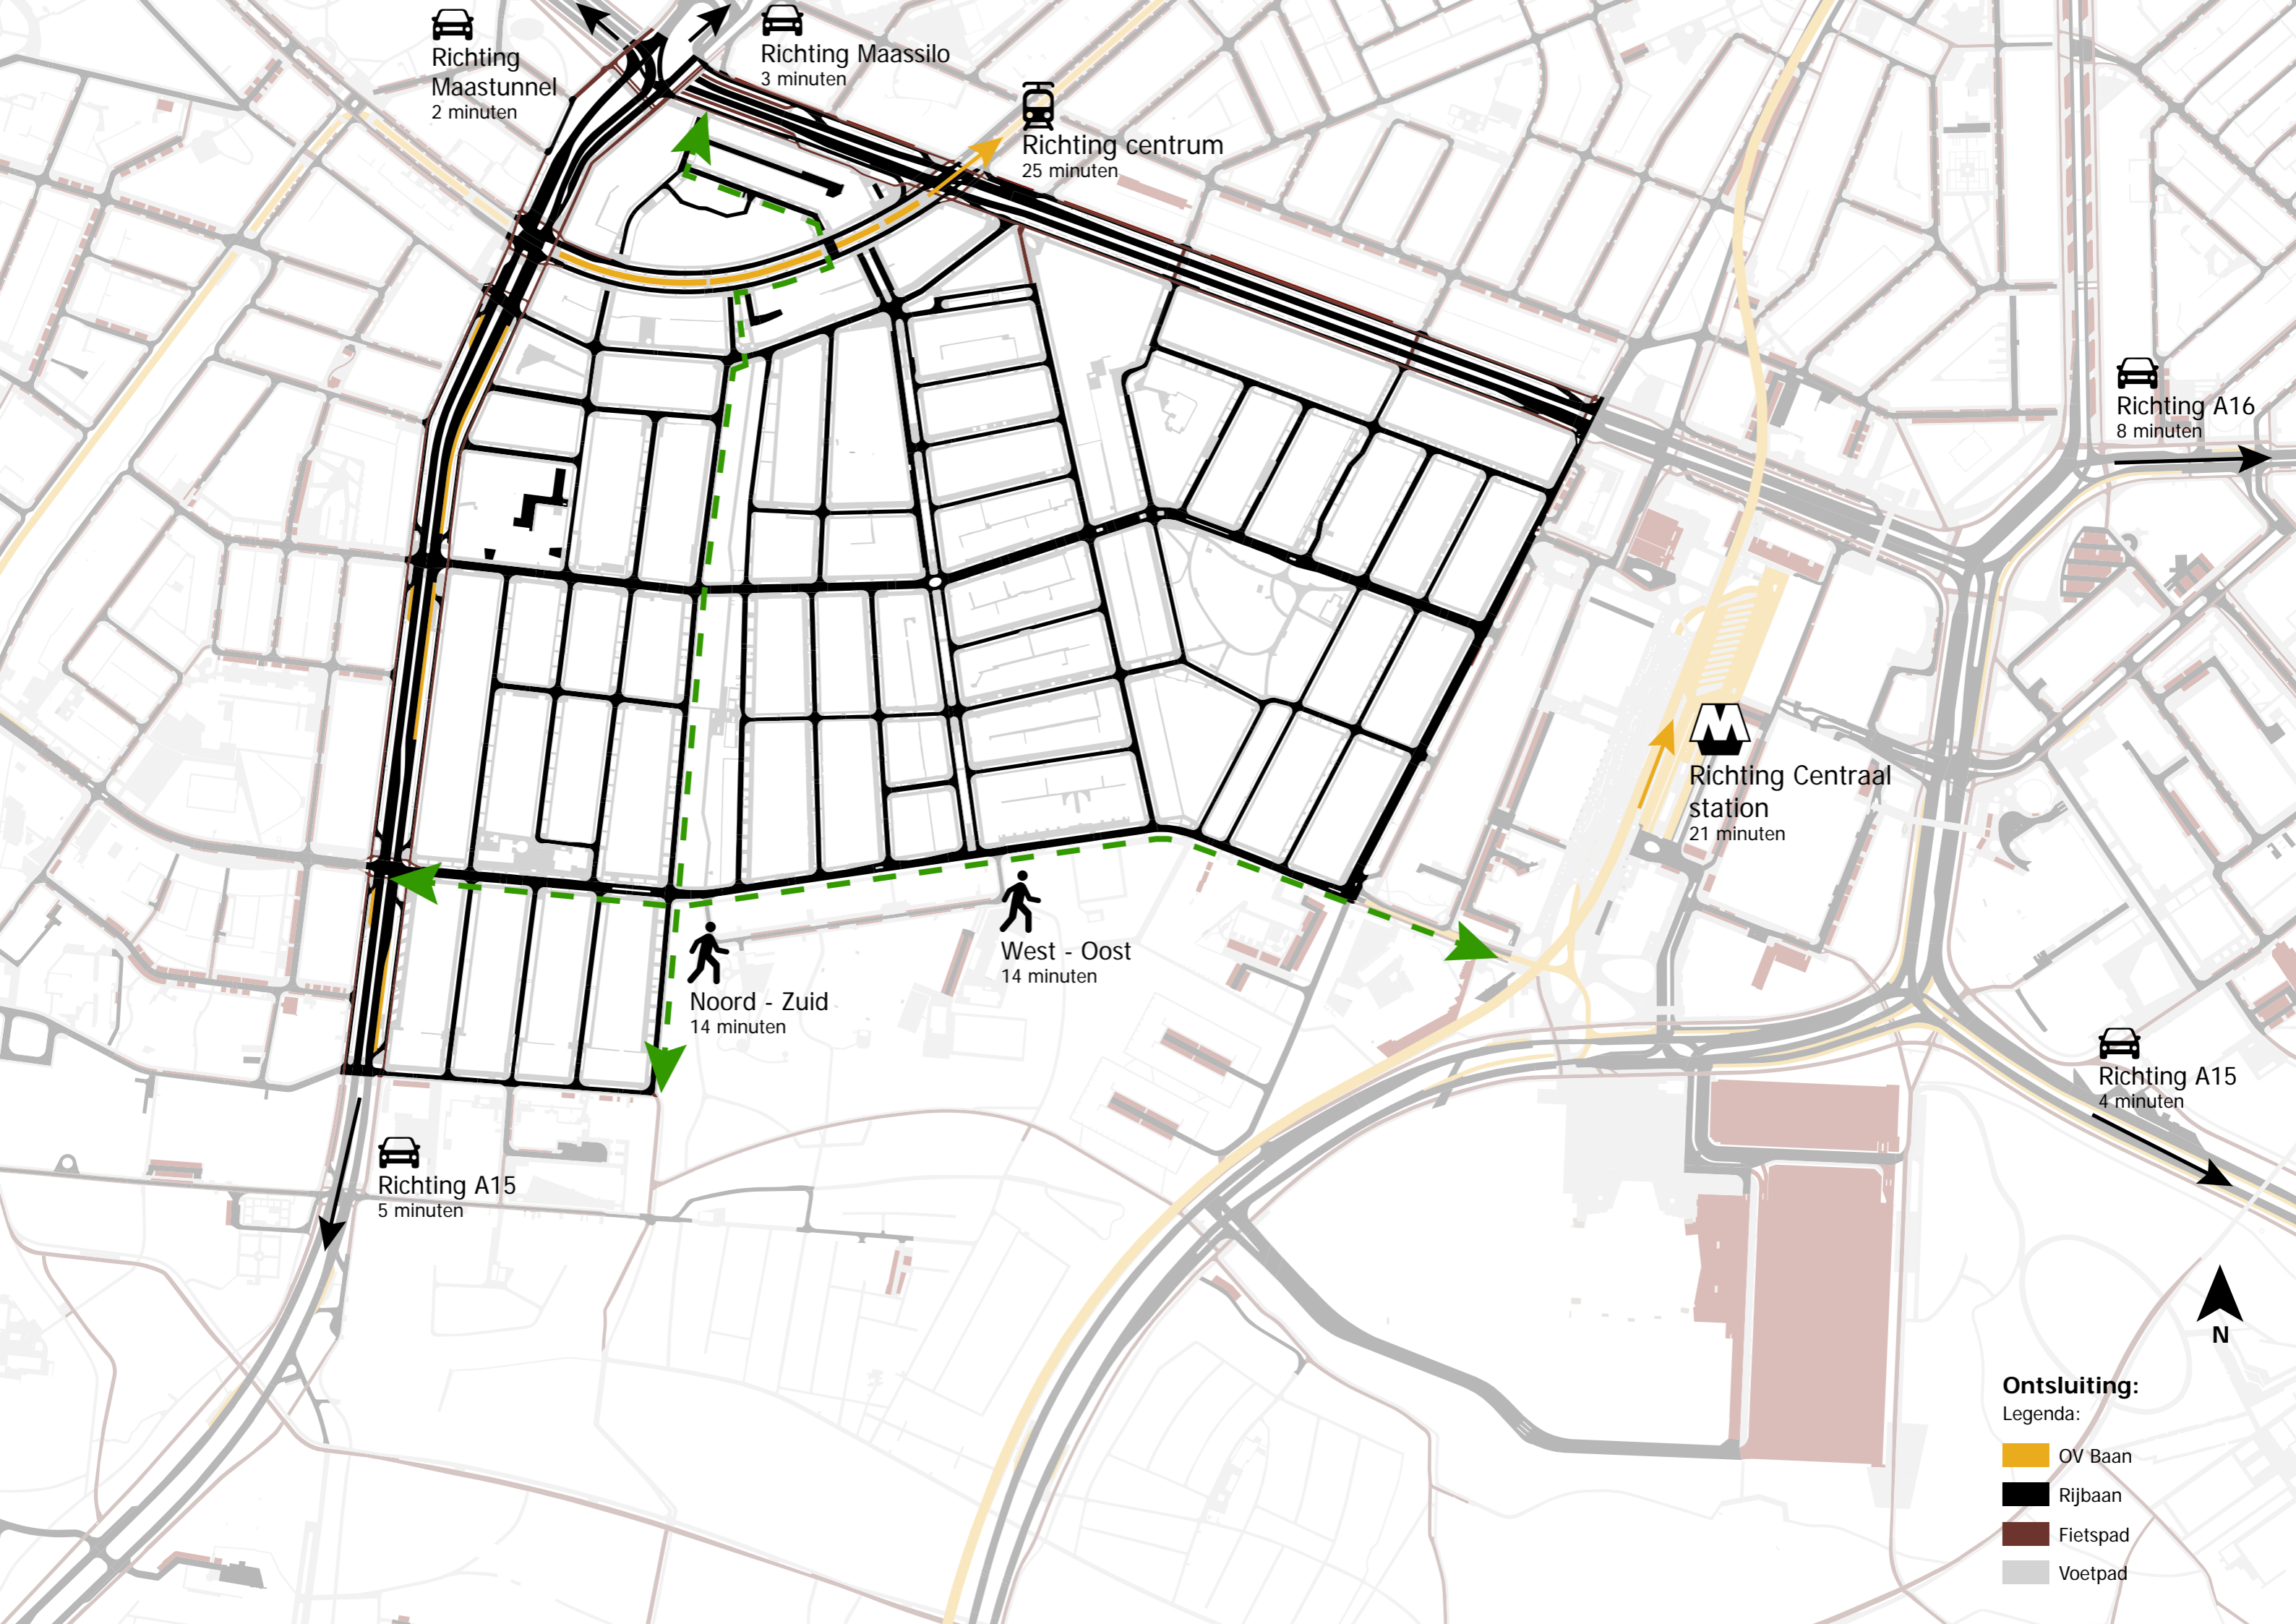 Richting
Maastunnel
2 minuten
Richting Maassilo
3 minuten
Richting centrum
25 minuten
Richting A16
8 minuten
M
Richting Centraal
station
21 minuten
West - Oost
14 minuten
Noord - Zuid
14 minuten
Richting A15
4 minuten
Richting A15
5 minuten
N
Ontsluiting:
Legenda:
OV Baan
Rijbaan
Fietspad
Voetpad